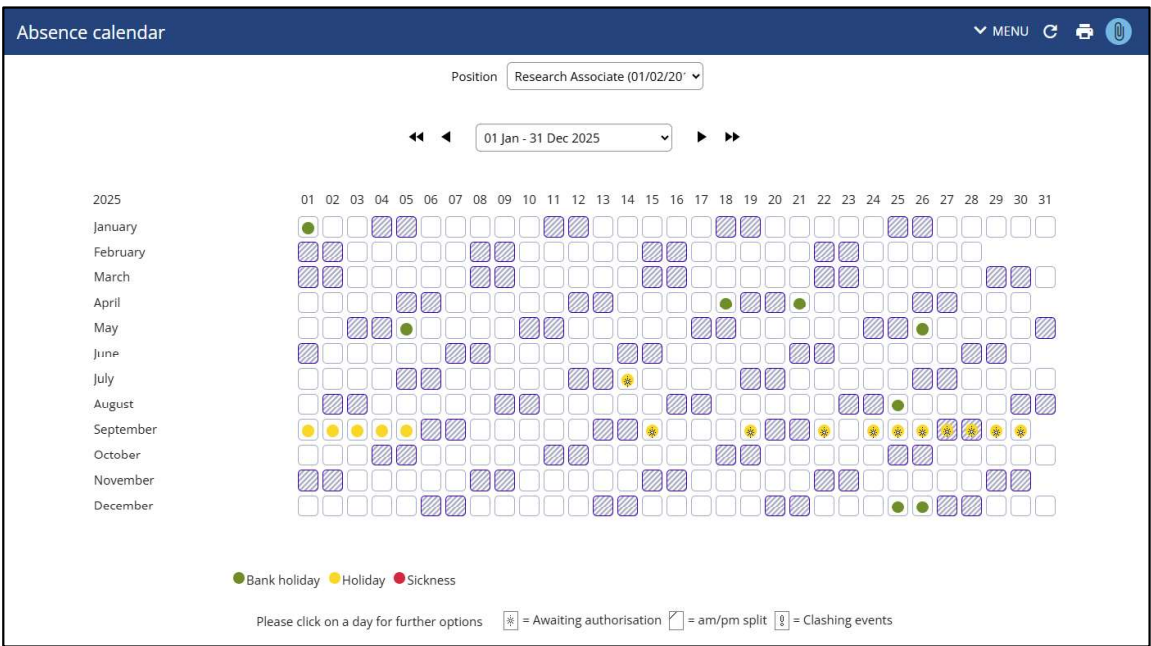 Absence calendar MENU
Position Research Associate (01/02/20
01 Jan - 31 Dec 2025
2025 01 02 03 04 05 06 07 08 09 10 11 12 13 14 15 16 17 18 19 20 21 22 23 24 25 26 27 28 29 30 31
January
February
March
April
May
June
July
August
September
October
November
December
Bank holiday Holiday Sickness
Please click on a day for further options = Awaiting authorisation = am/pm split = Clashing events